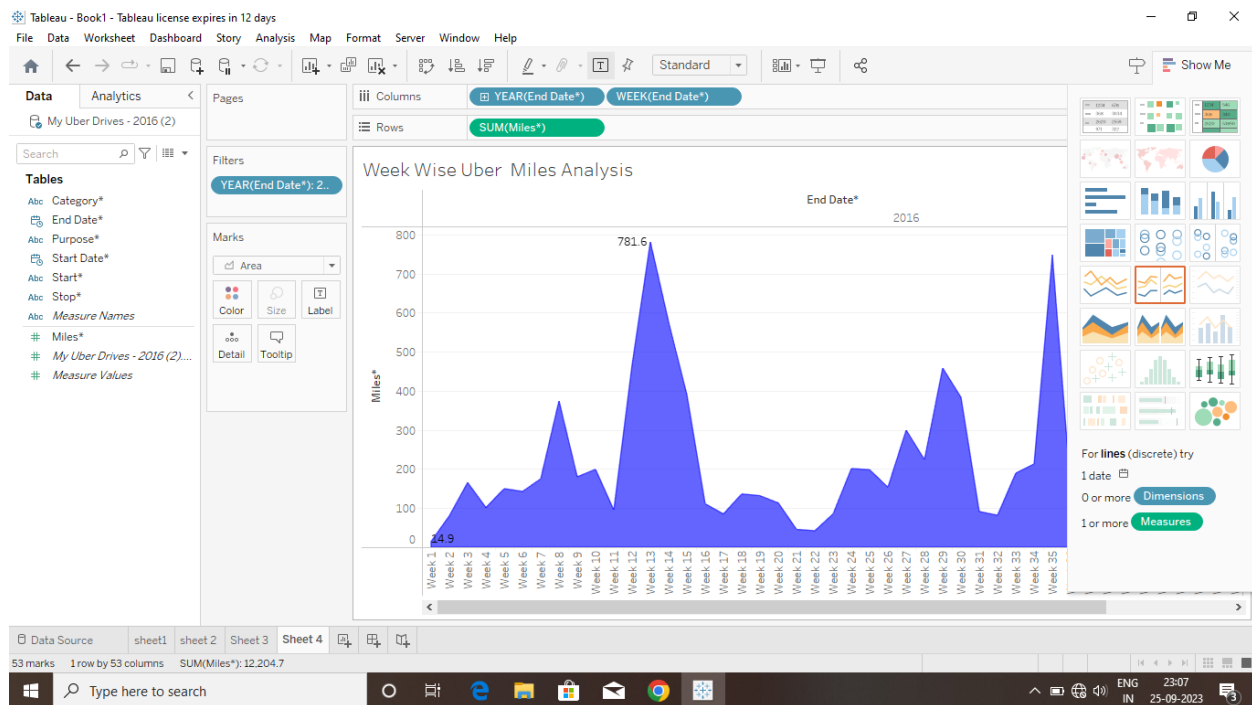 Tableau - Book1 - Tableau license expires in 12 days
File Data Worksheet Dashboard Story Analysis Map Format Server Window Help
Standard
Show Me
Data Analytics
My Uber Drives - 2016 (2)
Search
Tables
Abc Category*
End Date*
Abc Purpose*
Start Date*
Abc Start*
Abc Stop*
Abc Measure Names
# Miles*
# My Uber Drives - 2016 (2)....
# Measure Values
Pages
Filters
YEAR(End Date*): 2..
Marks
Area
Color Size Label
Detail Tooltip
Columns YEAR(End Date*) WEEK(End Date*)
Rows SUM(Miles*)
Week Wise Uber Miles Analysis
End Date*
2016
Miles*
800
700
600
500
400
300
200
100
0
781.6
14.9
Week 1
Week 2
Week 3
Week 4
Week 5
Week 6
Week 7
Week 8
Week 9
Week 10
Week 11
Week 12
Week 13
Week 14
Week 15
Week 16
Week 17
Week 18
Week 19
Week 20
Week 21
Week 22
Week 23
Week 24
Week 25
Week 26
Week 27
Week 28
Week 29
Week 30
Week 31
Week 32
Week 33
Week 34
Week 35
For lines (discrete) try
1 date
0 or more Dimensions
1 or more Measures
Data Source sheet1 sheet 2 Sheet 3 Sheet 4
53 marks 1 row by 53 columns SUM(Miles*): 12,204.7
Type here to search
ENG
IN
23:07
25-09-2023
3